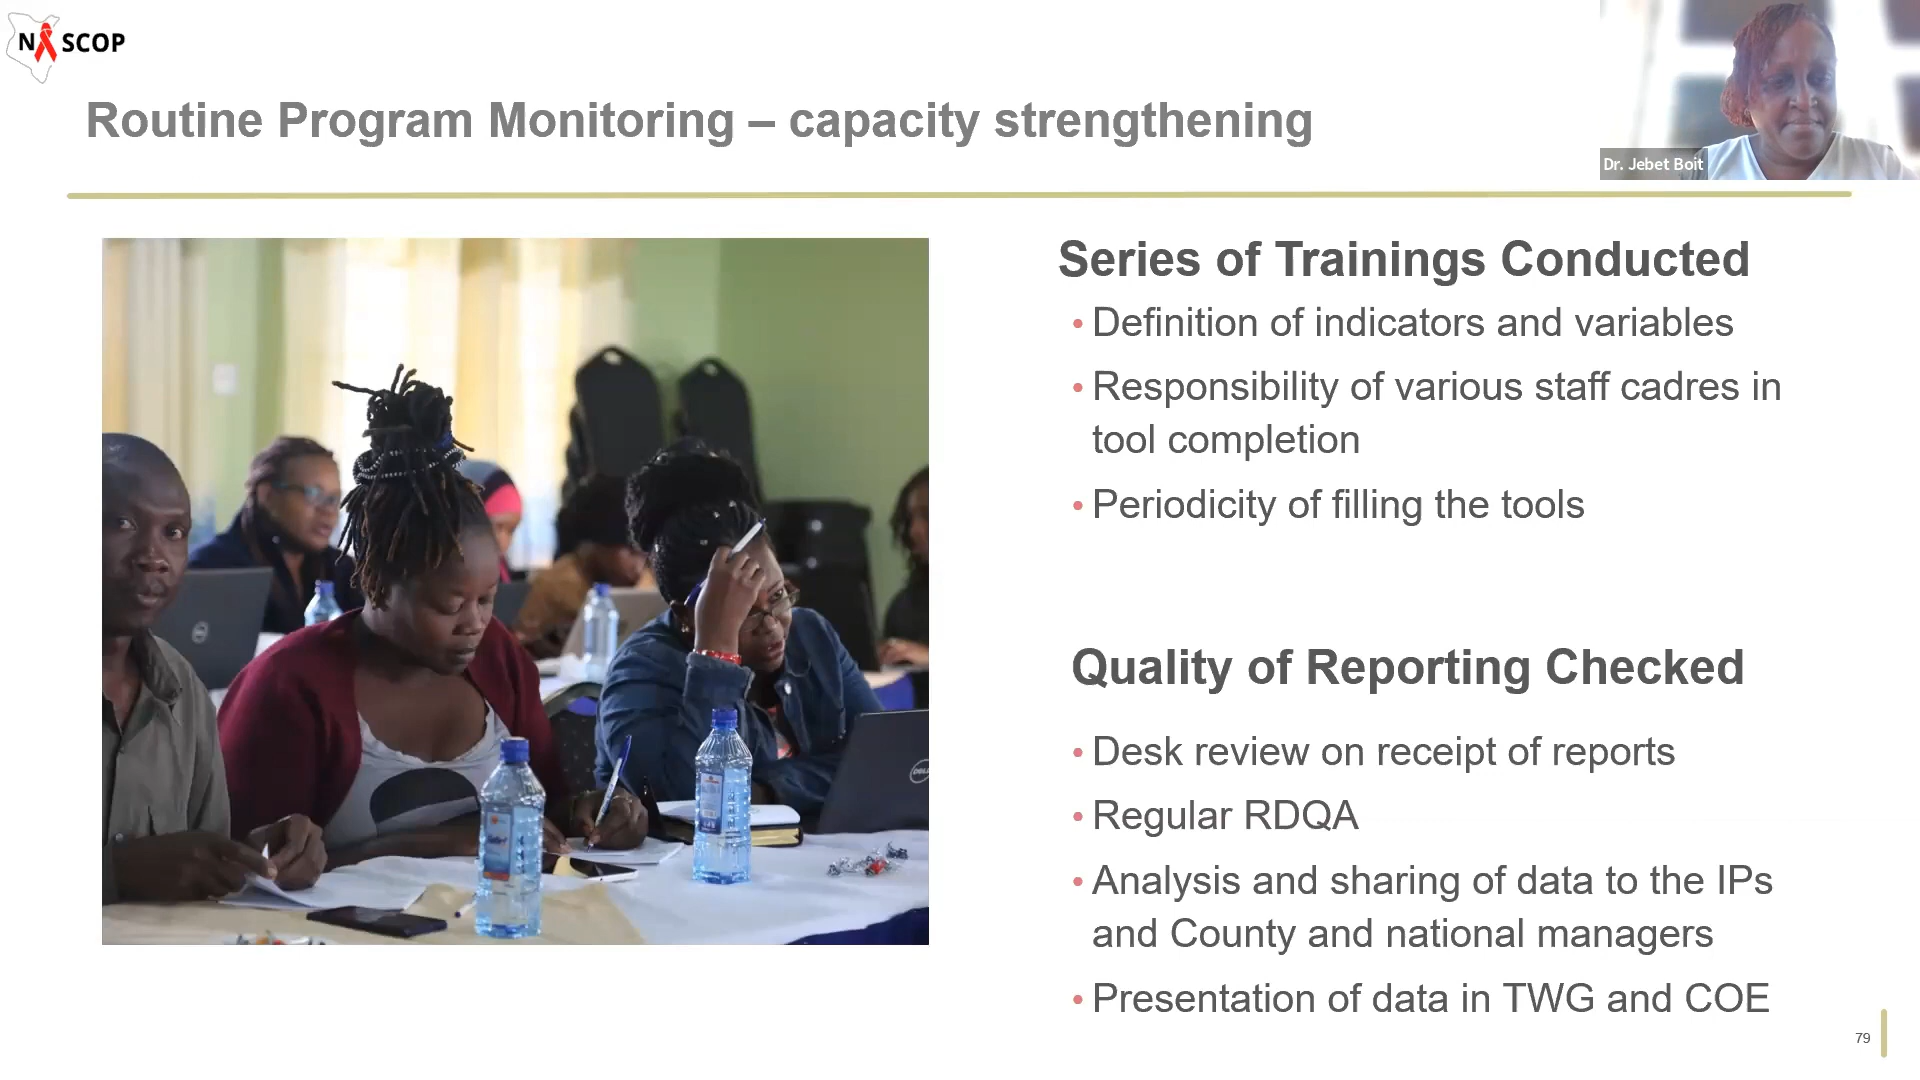 NASCOP
Routine Program Monitoring – capacity strengthening
Dr. Jebet Boit
Series of Trainings Conducted
• Definition of indicators and variables
• Responsibility of various staff cadres in
tool completion
• Periodicity of filling the tools
Quality of Reporting Checked
• Desk review on receipt of reports
• Regular RDQA
• Analysis and sharing of data to the IPs
and County and national managers
• Presentation of data in TWG and COE
79